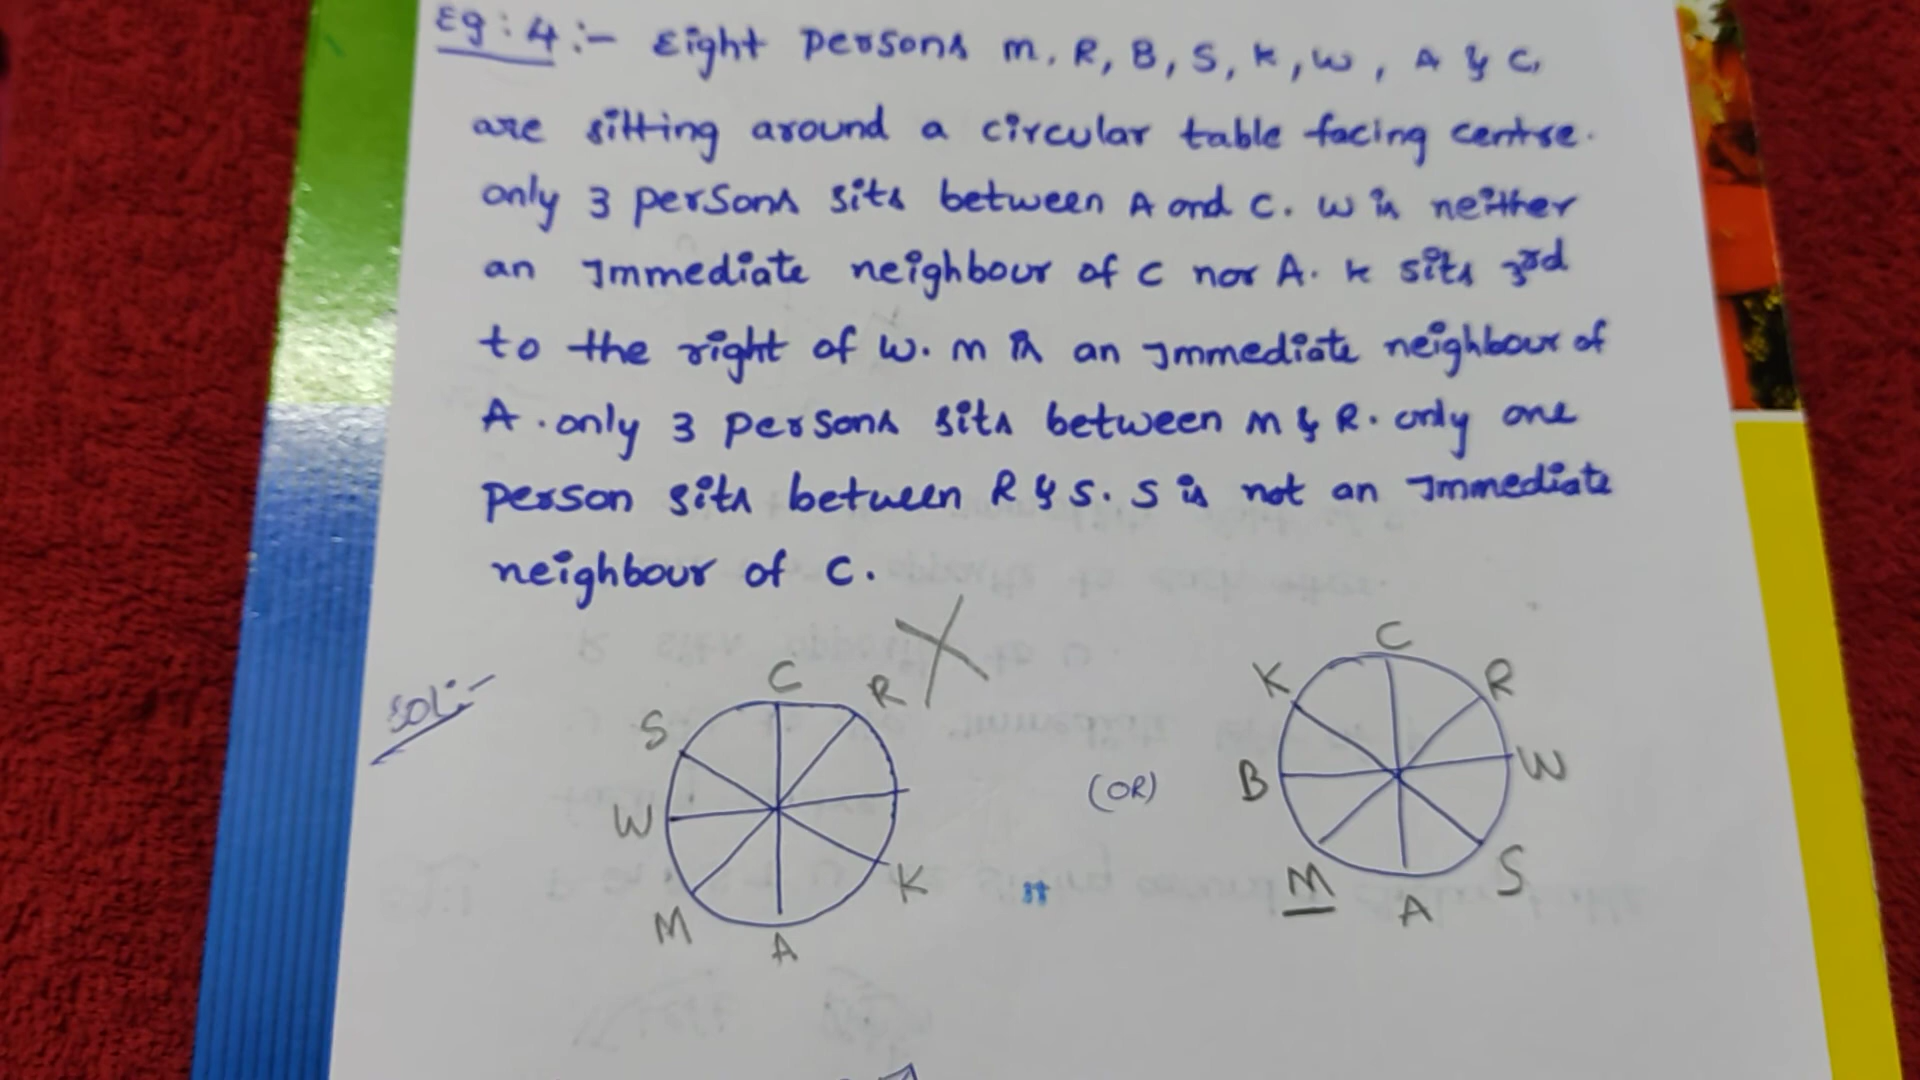 Eg: 4:- Eight persons M, R, B, S, K, W, A & C,
are sitting around a circular table facing centre.
only 3 persons sits between A and C. W is neither
an Immediate neighbour of C nor A. K sits 3rd
to the right of W. M is an Immediate neighbour of
A. only 3 persons sits between M & R. only one
person sits between R & S. S is not an Immediate
neighbour of C.
Sol:-
C
R
S
W
K
M
A
(OR)
C
K
R
B
W
M
S
A